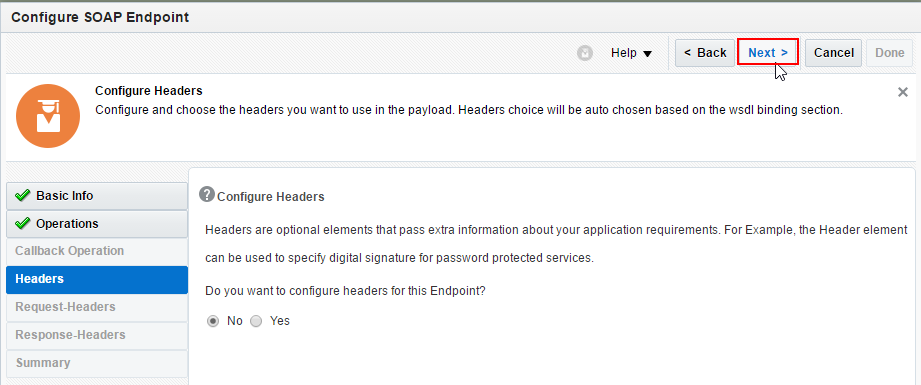 Configure SOAP Endpoint
Help
< Back
Next >
Cancel
Done
Configure Headers
Configure and choose the headers you want to use in the payload. Headers choice will be auto chosen based on the wsdl binding section.
Basic Info
Operations
Callback Operation
Headers
Request-Headers
Response-Headers
Summary
Configure Headers
Headers are optional elements that pass extra information about your application requirements. For Example, the Header element
can be used to specify digital signature for password protected services.
Do you want to configure headers for this Endpoint?
No Yes